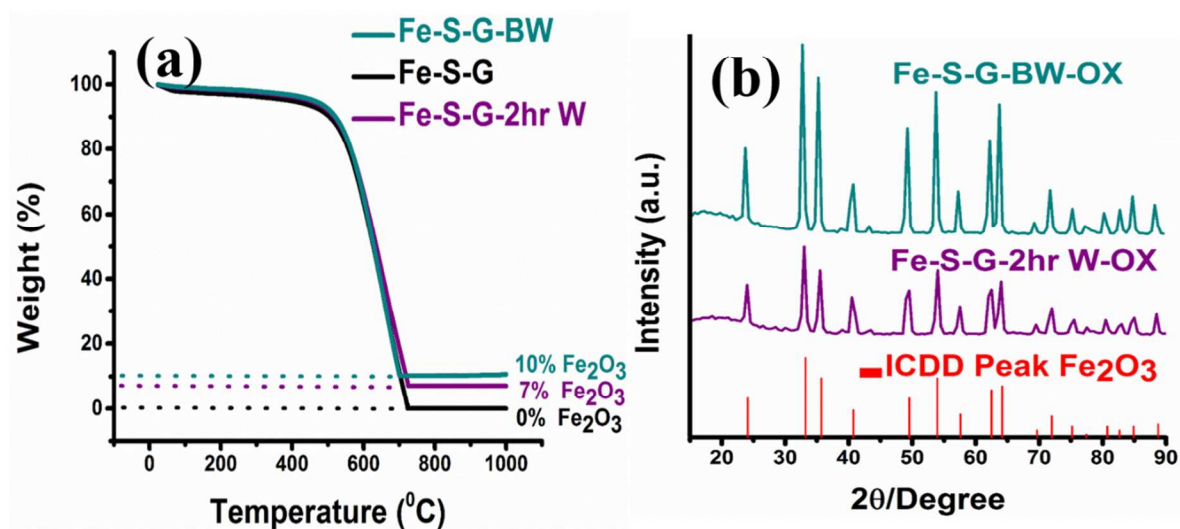 (a)
Fe-S-G-BW
Fe-S-G
Fe-S-G-2hr W
100
80
60
40
20
0
Weight (%)
10% Fe₂O₃
7% Fe₂O₃
0% Fe₂O₃
0
200
400
600
800
1000
Temperature (⁰C)
(b)
Fe-S-G-BW-OX
Fe-S-G-2hr W-OX
ICDD Peak Fe₂O₃
Intensity (a.u.)
20
30
40
50
60
70
80
90
2θ/Degree